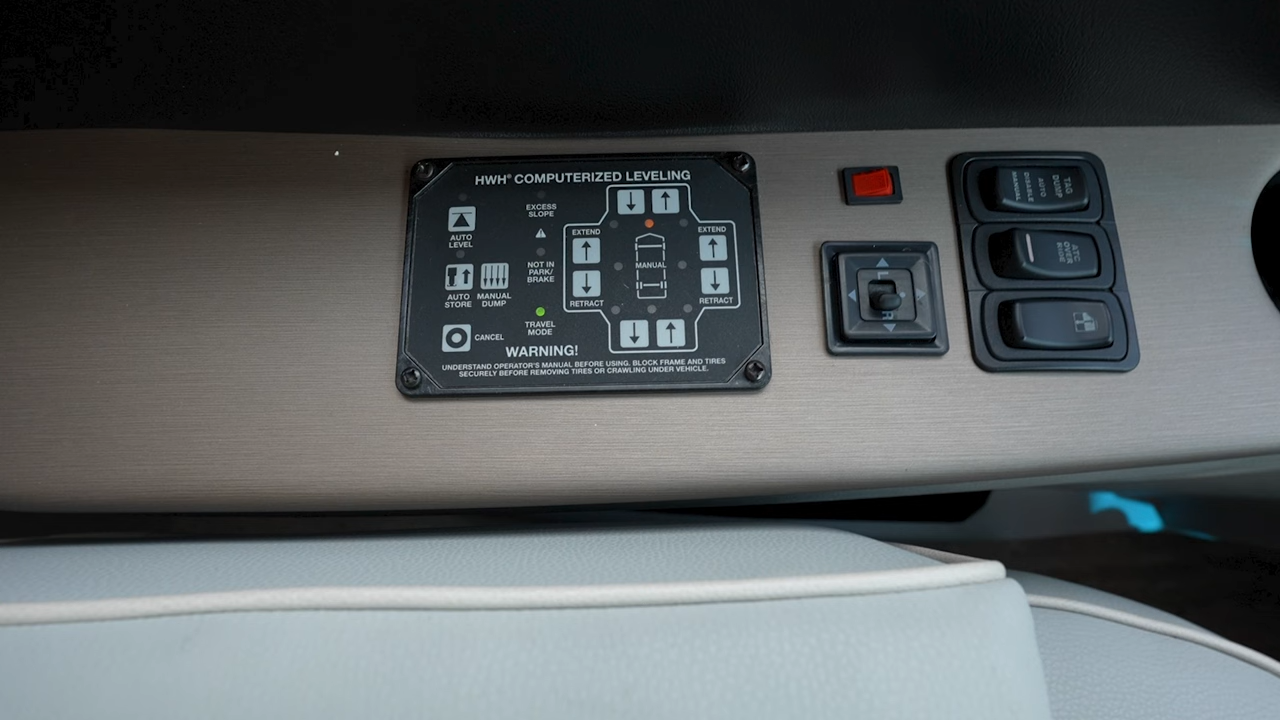 HWH® COMPUTERIZED LEVELING
AUTO
LEVEL
EXCESS
SLOPE
NOT IN
PARK/
BRAKE
AUTO
STORE
MANUAL
DUMP
CANCEL
TRAVEL
MODE
EXTEND
RETRACT
MANUAL
EXTEND
RETRACT
WARNING!
UNDERSTAND OPERATOR'S MANUAL BEFORE USING. BLOCK FRAME AND TIRES
SECURELY BEFORE REMOVING TIRES OR CRAWLING UNDER VEHICLE.
L
R
TAG
DUMP
AUTO
DISABLE
MANUAL
ATC
OVER
RIDE